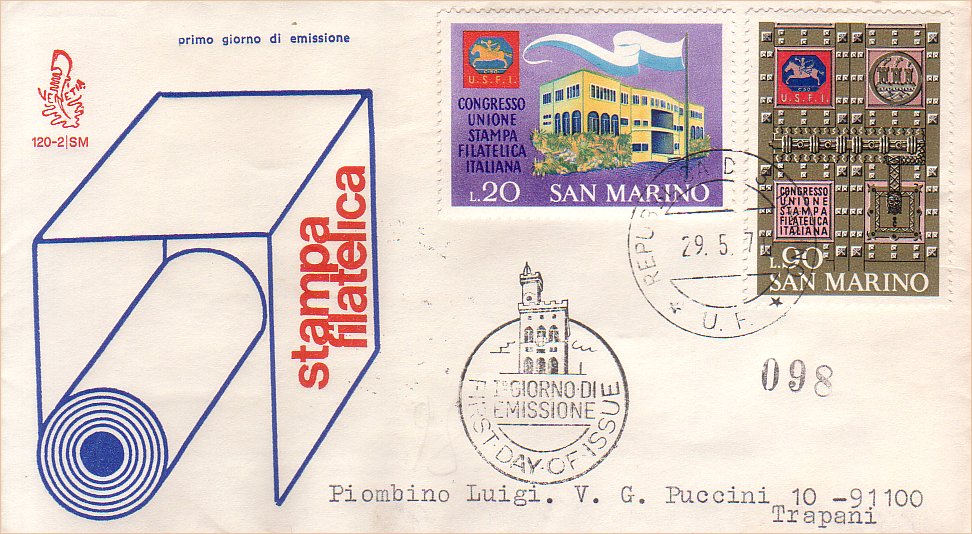 primo giorno di emissione
120-2|SM
stampa
filatelica
U.S.F.I.
CONGRESSO
UNIONE
STAMPA
FILATELICA
ITALIANA
L.20 SAN MARINO
U.S.F.I.
CONGRESSO
UNIONE
STAMPA
FILATELICA
ITALIANA
L.90
SAN MARINO
29.5.7
U.F.
1° GIORNO·DI
EMISSIONE
FIRST·DAY·OF·ISSUE
098
Piombino Luigi. V. G. Puccini 10 -91100
Trapani